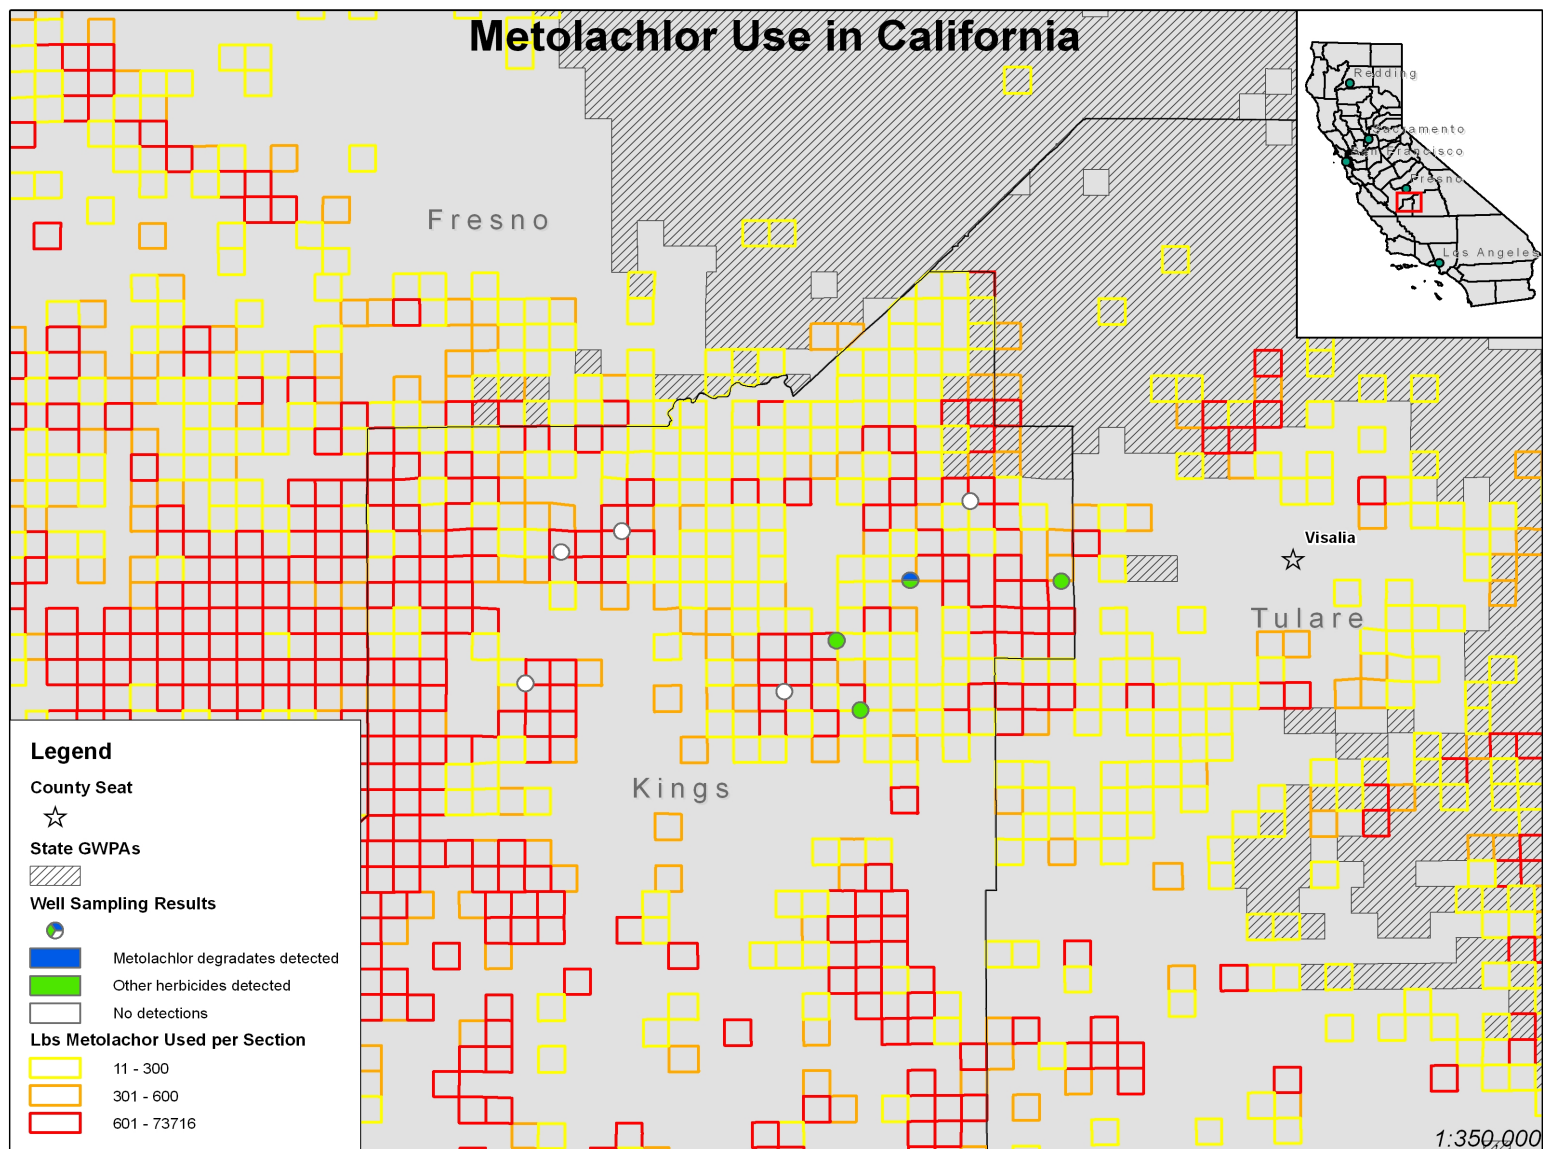 Metolachlor Use in California
Redding
Sacramento
San Francisco
Fresno
Los Angeles
Fresno
Visalia
Tulare
Kings
Legend
County Seat
State GWPAs
Well Sampling Results
Metolachlor degradates detected
Other herbicides detected
No detections
Lbs Metolachor Used per Section
11 - 300
301 - 600
601 - 73716
1:350,000